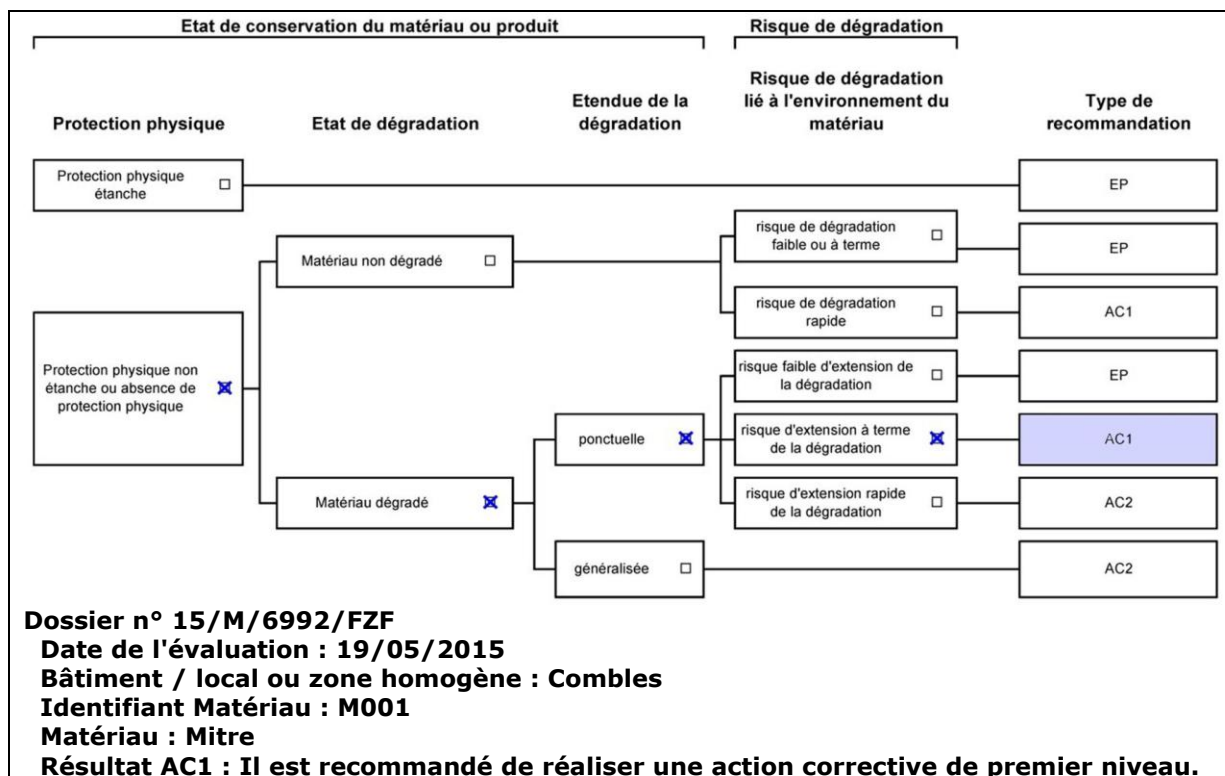 Etat de conservation du matériau ou produit
Risque de dégradation
Protection physique
Etat de dégradation
Etendue de la
dégradation
Risque de dégradation
lié à l'environnement du
matériau
Type de
recommandation
Protection physique
étanche
EP
risque de dégradation
faible ou à terme
EP
Matériau non dégradé
risque de dégradation
rapide
AC1
Protection physique non
étanche ou absence de
protection physique
risque faible d'extension de
la dégradation
EP
ponctuelle
risque d'extension à terme
de la dégradation
AC1
Matériau dégradé
risque d'extension rapide
de la dégradation
AC2
généralisée
AC2
Dossier n° 15/M/6992/FZF
Date de l'évaluation : 19/05/2015
Bâtiment / local ou zone homogène : Combles
Identifiant Matériau : M001
Matériau : Mitre
Résultat AC1 : Il est recommandé de réaliser une action corrective de premier niveau.